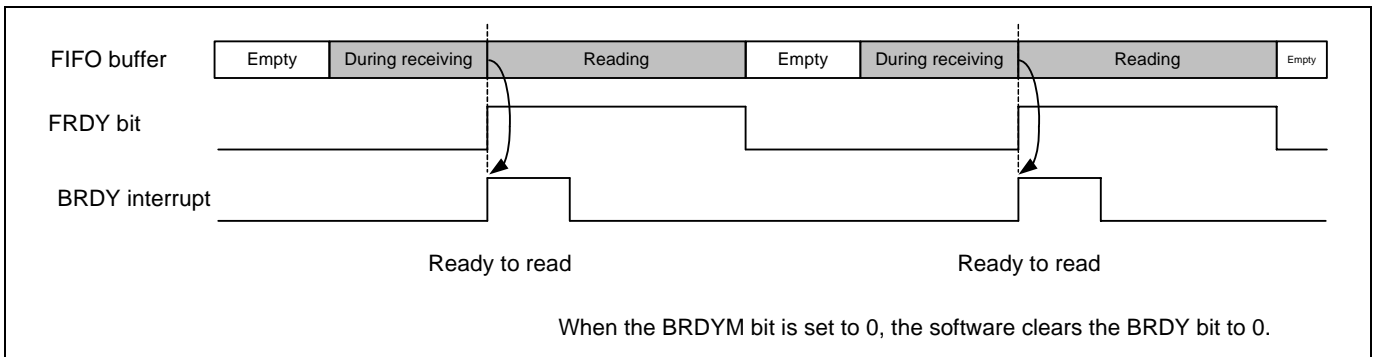 FIFO buffer Empty During receiving Reading Empty During receiving Reading Empty
FRDY bit
BRDY interrupt
Ready to read Ready to read
When the BRDYM bit is set to 0, the software clears the BRDY bit to 0.